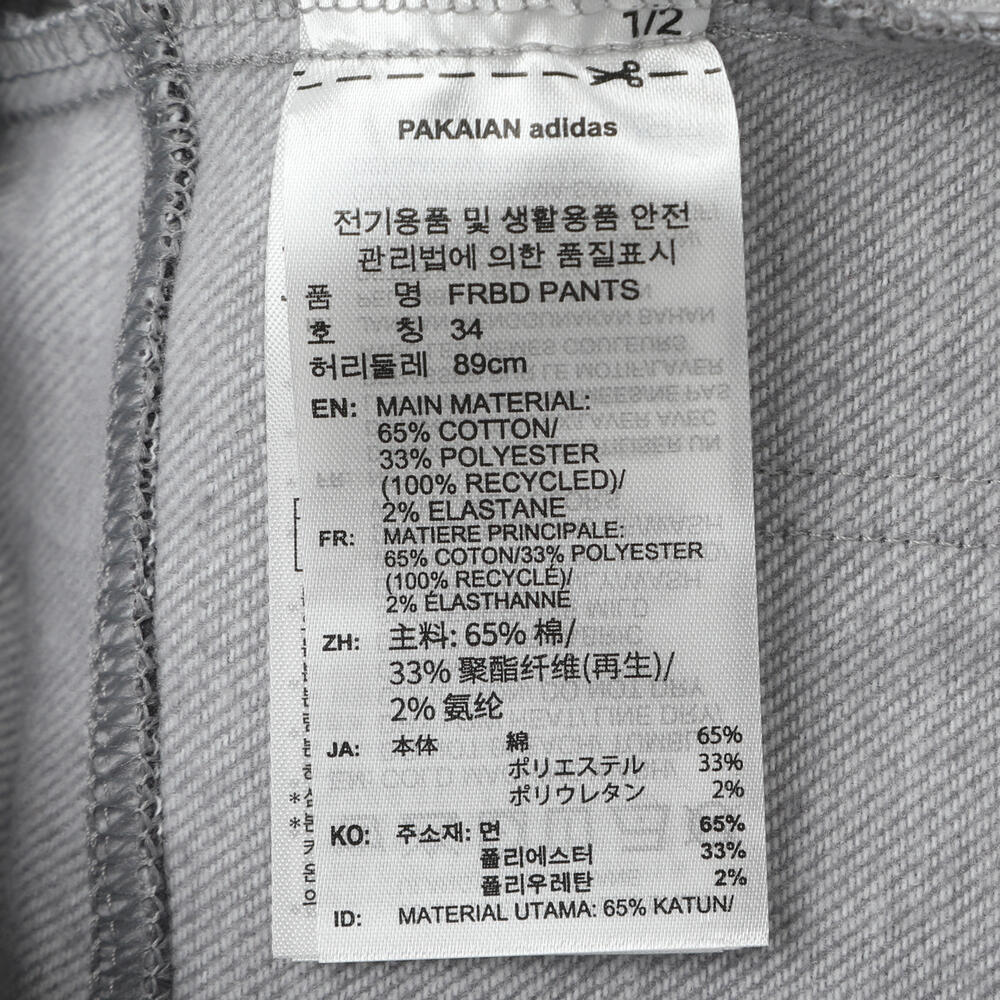 1/2
PAKAIAN adidas
전기용품 및 생활용품 안전
관리법에 의한 품질표시
품 명 FRBD PANTS
호 칭 34
허리둘레 89cm
EN: MAIN MATERIAL:
65% COTTON/
33% POLYESTER
(100% RECYCLED)/
2% ELASTANE
FR: MATIERE PRINCIPALE:
65% COTON/33% POLYESTER
(100% RECYCLÉ)/
2% ÉLASTHANNE
ZH: 主料: 65% 棉/
33% 聚酯纤维(再生)/
2% 氨纶
JA: 本体 綿 65%
ポリエステル 33%
ポリウレタン 2%
KO: 주소재: 면 65%
폴리에스터 33%
폴리우레탄 2%
ID: MATERIAL UTAMA: 65% KATUN/